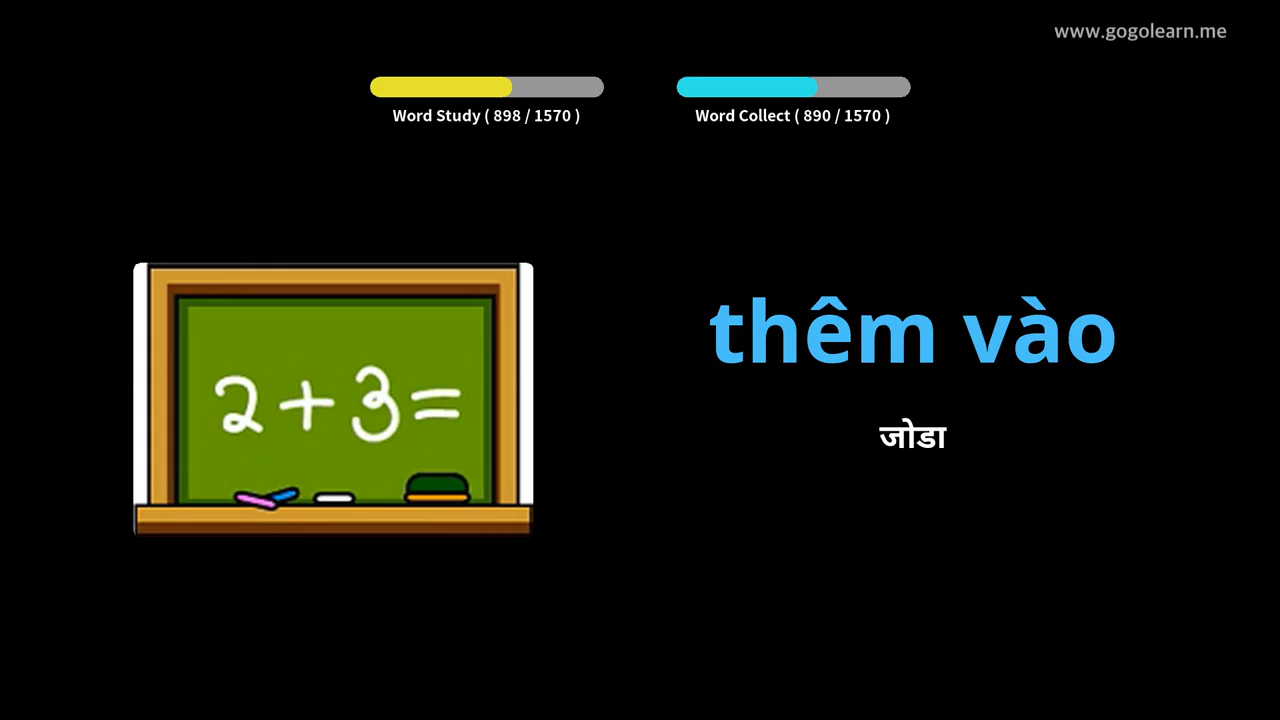 www.gogolearn.me
Word Study ( 898 / 1570 )
Word Collect ( 890 / 1570 )
thêm vào
जोडा
2+3=